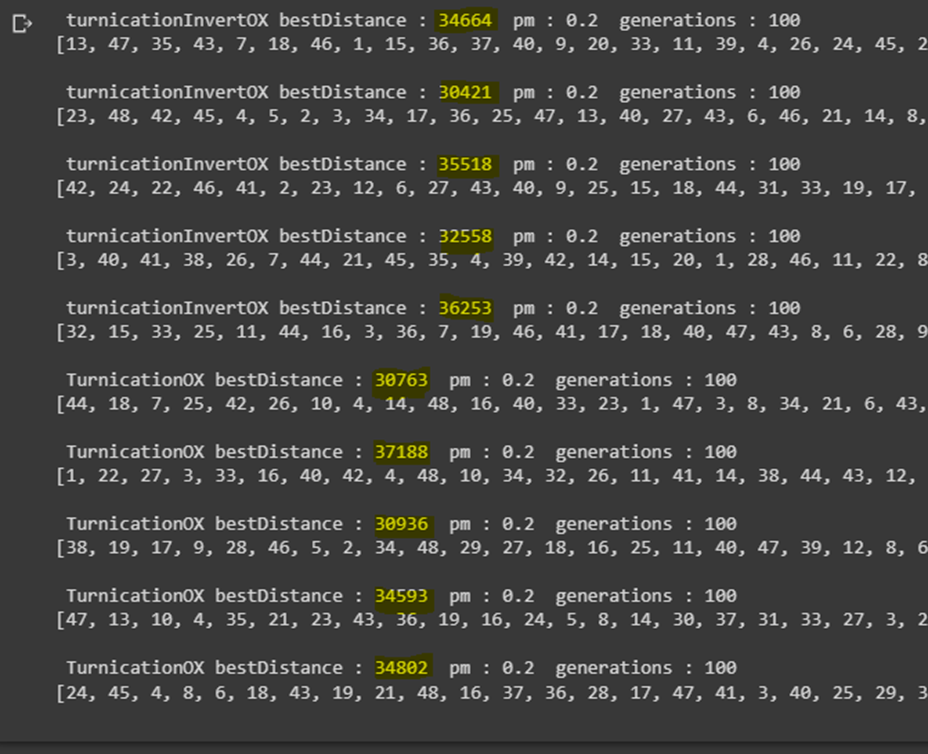 turnicationInvertOX bestDistance : 34664 pm : 0.2 generations : 100
[13, 47, 35, 43, 7, 18, 46, 1, 15, 36, 37, 40, 9, 20, 33, 11, 39, 4, 26, 24, 45, 2
turnicationInvertOX bestDistance : 30421 pm : 0.2 generations : 100
[23, 48, 42, 45, 4, 5, 2, 3, 34, 17, 36, 25, 47, 13, 40, 27, 43, 6, 46, 21, 14, 8,
turnicationInvertOX bestDistance : 35518 pm : 0.2 generations : 100
[42, 24, 22, 46, 41, 2, 23, 12, 6, 27, 43, 40, 9, 25, 15, 18, 44, 31, 33, 19, 17,
turnicationInvertOX bestDistance : 32558 pm : 0.2 generations : 100
[3, 40, 41, 38, 26, 7, 44, 21, 45, 35, 4, 39, 42, 14, 15, 20, 1, 28, 46, 11, 22, 8
turnicationInvertOX bestDistance : 36253 pm : 0.2 generations : 100
[32, 15, 33, 25, 11, 44, 16, 3, 36, 7, 19, 46, 41, 17, 18, 40, 47, 43, 8, 6, 28, 9
TurnicationOX bestDistance : 30763 pm : 0.2 generations : 100
[44, 18, 7, 25, 42, 26, 10, 4, 14, 48, 16, 40, 33, 23, 1, 47, 3, 8, 34, 21, 6, 43,
TurnicationOX bestDistance : 37188 pm : 0.2 generations : 100
[1, 22, 27, 3, 33, 16, 40, 42, 4, 48, 10, 34, 32, 26, 11, 41, 14, 38, 44, 43, 12,
TurnicationOX bestDistance : 30936 pm : 0.2 generations : 100
[38, 19, 17, 9, 28, 46, 5, 2, 34, 48, 29, 27, 18, 16, 25, 11, 40, 47, 39, 12, 8, 6
TurnicationOX bestDistance : 34593 pm : 0.2 generations : 100
[47, 13, 10, 4, 35, 21, 23, 43, 36, 19, 16, 24, 5, 8, 14, 30, 37, 31, 33, 27, 3, 2
TurnicationOX bestDistance : 34802 pm : 0.2 generations : 100
[24, 45, 4, 8, 6, 18, 43, 19, 21, 48, 16, 37, 36, 28, 17, 47, 41, 3, 40, 25, 29, 3